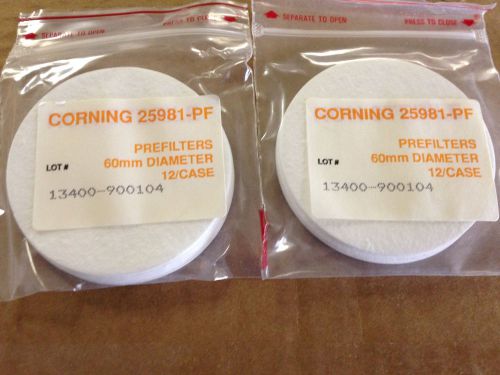 SEPARATE TO OPEN
PRESS TO CLOSE
CORNING 25981-PF
PREFILTERS
60mm DIAMETER
12/CASE
LOT #
13400-900104
SEPARATE TO OPEN
PRESS TO CLOSE
CORNING 25981-PF
PREFILTERS
60mm DIAMETER
12/CASE
LOT #
13400-900104